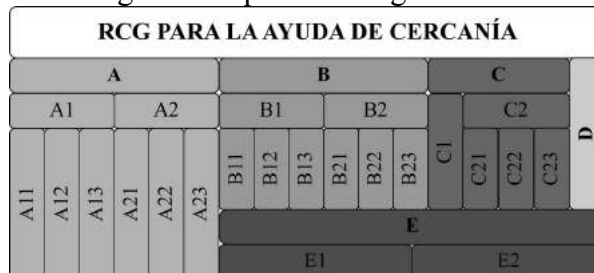 RCG PARA LA AYUDA DE CERCANÍA
A B C D
A1 A2 B1 B2 C1 C2
A11 A12 A13 A21 A22 A23 B11 B12 B13 B21 B22 B23 C21 C22 C23
E
E1 E2